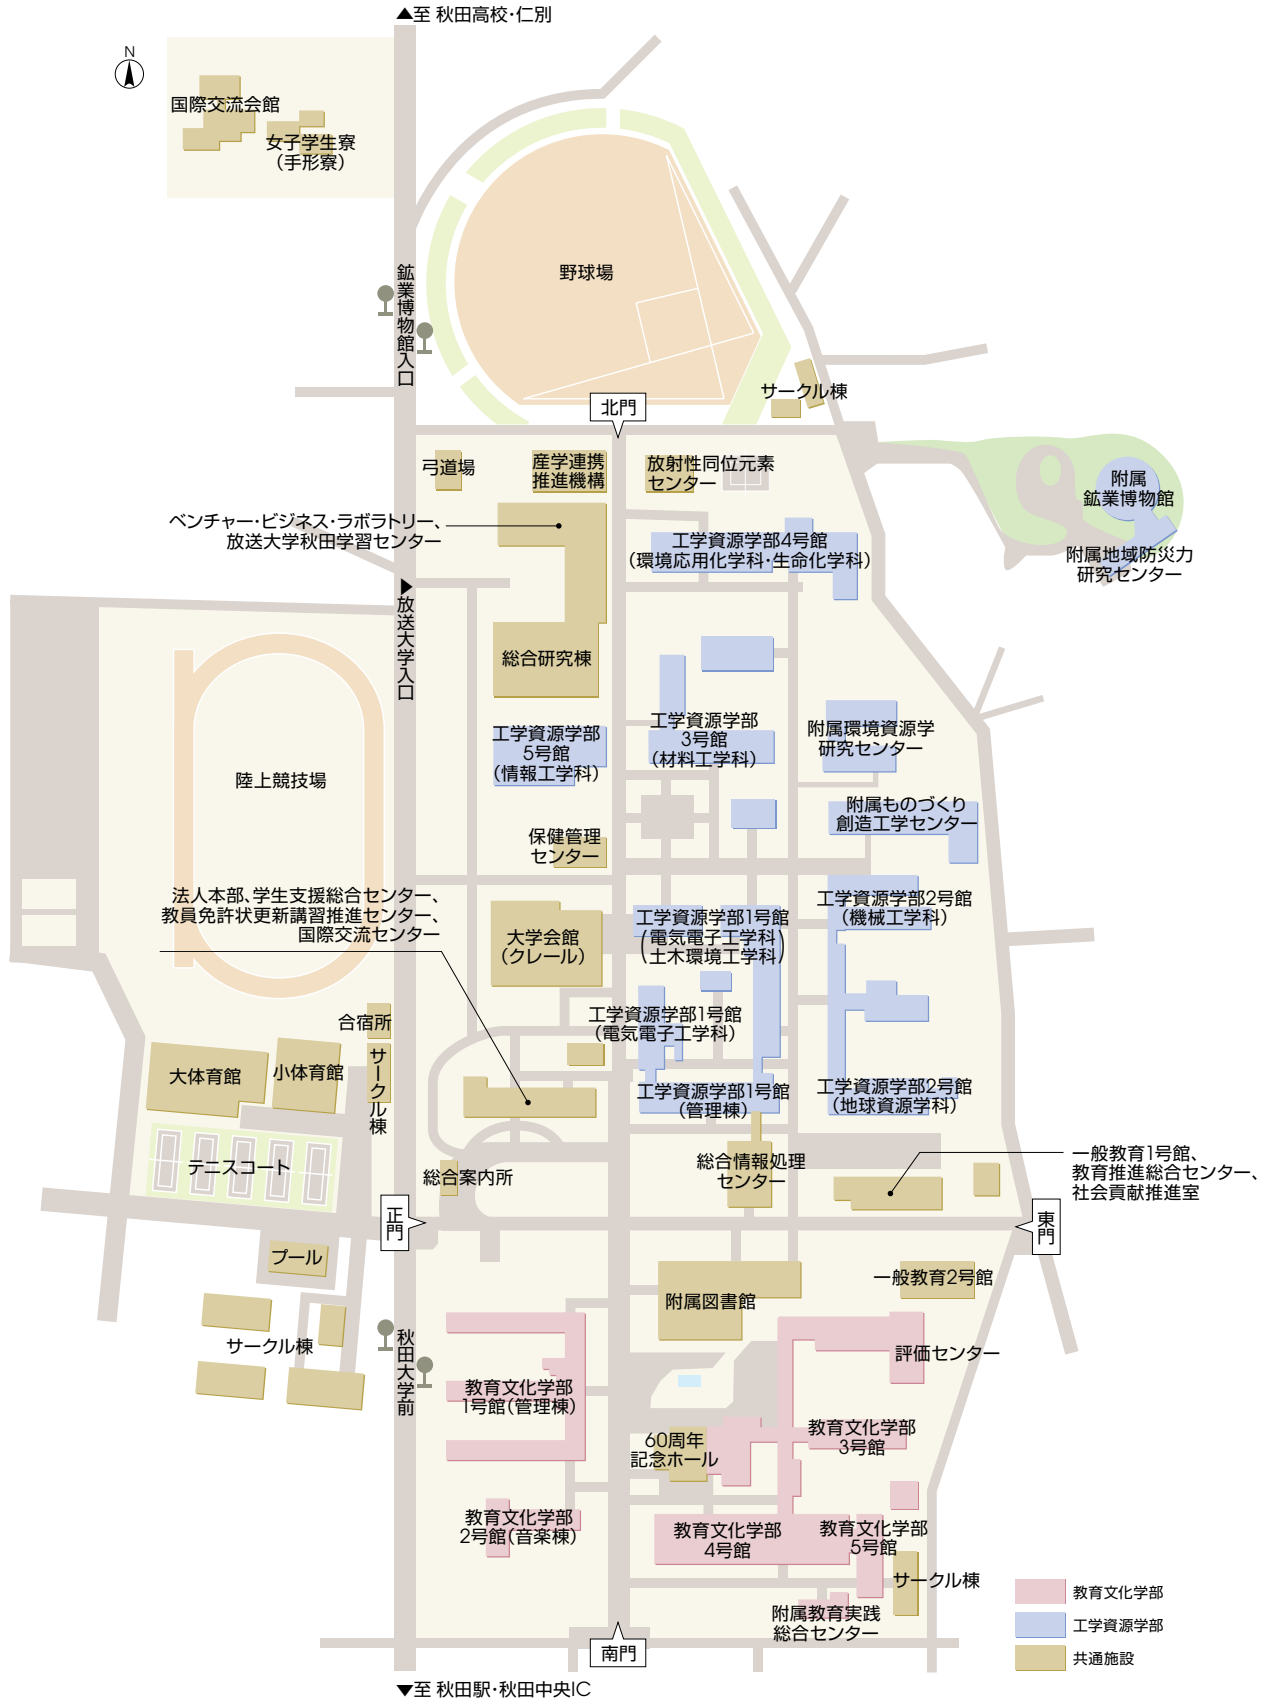 ▲至 秋田高校・仁別
N
国際交流会館
女子学生寮
(手形寮)
鉱業博物館入口
野球場
サークル棟
北門
弓道場
産学連携
推進機構
放射性同位元素
センター
附属
鉱業博物館
附属地域防災力
研究センター
ベンチャー・ビジネス・ラボラトリー、
放送大学秋田学習センター
工学資源学部4号館
(環境応用化学科・生命化学科)
▶放送大学入口
総合研究棟
工学資源学部
5号館
(情報工学科)
工学資源学部
3号館
(材料工学科)
附属環境資源学
研究センター
陸上競技場
附属ものづくり
創造工学センター
保健管理
センター
法人本部、学生支援総合センター、
教員免許状更新講習推進センター、
国際交流センター
大学会館
(クレール)
工学資源学部1号館
(電気電子工学科)
(土木環境工学科)
工学資源学部2号館
(機械工学科)
合宿所
サークル棟
工学資源学部1号館
(電気電子工学科)
大体育館
小体育館
工学資源学部1号館
(管理棟)
工学資源学部2号館
(地球資源学科)
テニスコート
総合案内所
総合情報処理
センター
一般教育1号館、
教育推進総合センター、
社会貢献推進室
正門
東門
プール
附属図書館
一般教育2号館
サークル棟
秋田大学前
評価センター
教育文化学部
1号館(管理棟)
60周年
記念ホール
教育文化学部
3号館
教育文化学部
2号館(音楽棟)
教育文化学部
4号館
教育文化学部
5号館
サークル棟
附属教育実践
総合センター
南門
教育文化学部
工学資源学部
共通施設
▼至 秋田駅・秋田中央IC